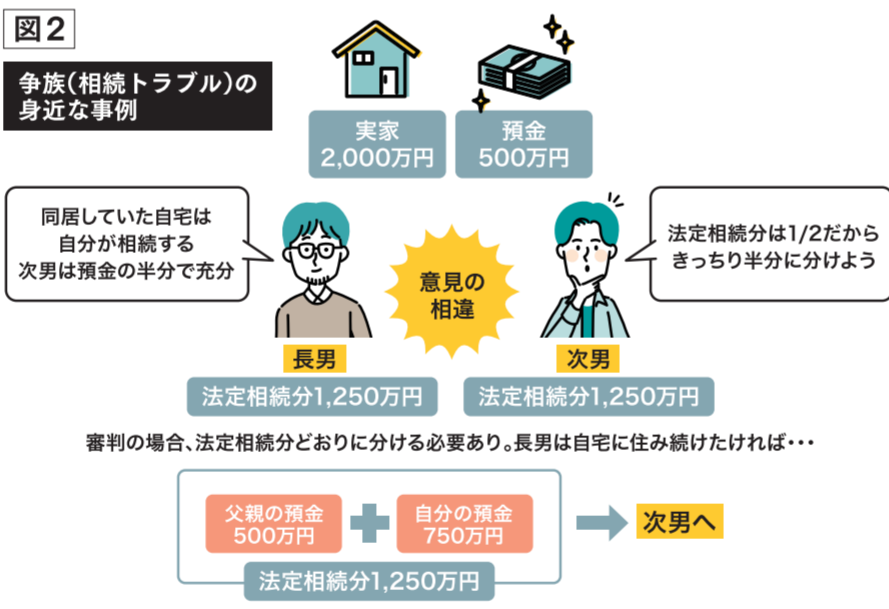 図2
争族(相続トラブル)の
身近な事例
実家
2,000万円
預金
500万円
同居していた自宅は
自分が相続する
次男は預金の半分で充分
意見の
相違
法定相続分は1/2だから
きっちり半分に分けよう
長男
次男
法定相続分1,250万円
法定相続分1,250万円
審判の場合、法定相続分どおりに分ける必要あり。長男は自宅に住み続けたければ・・・
父親の預金
500万円
自分の預金
750万円
次男へ
法定相続分1,250万円